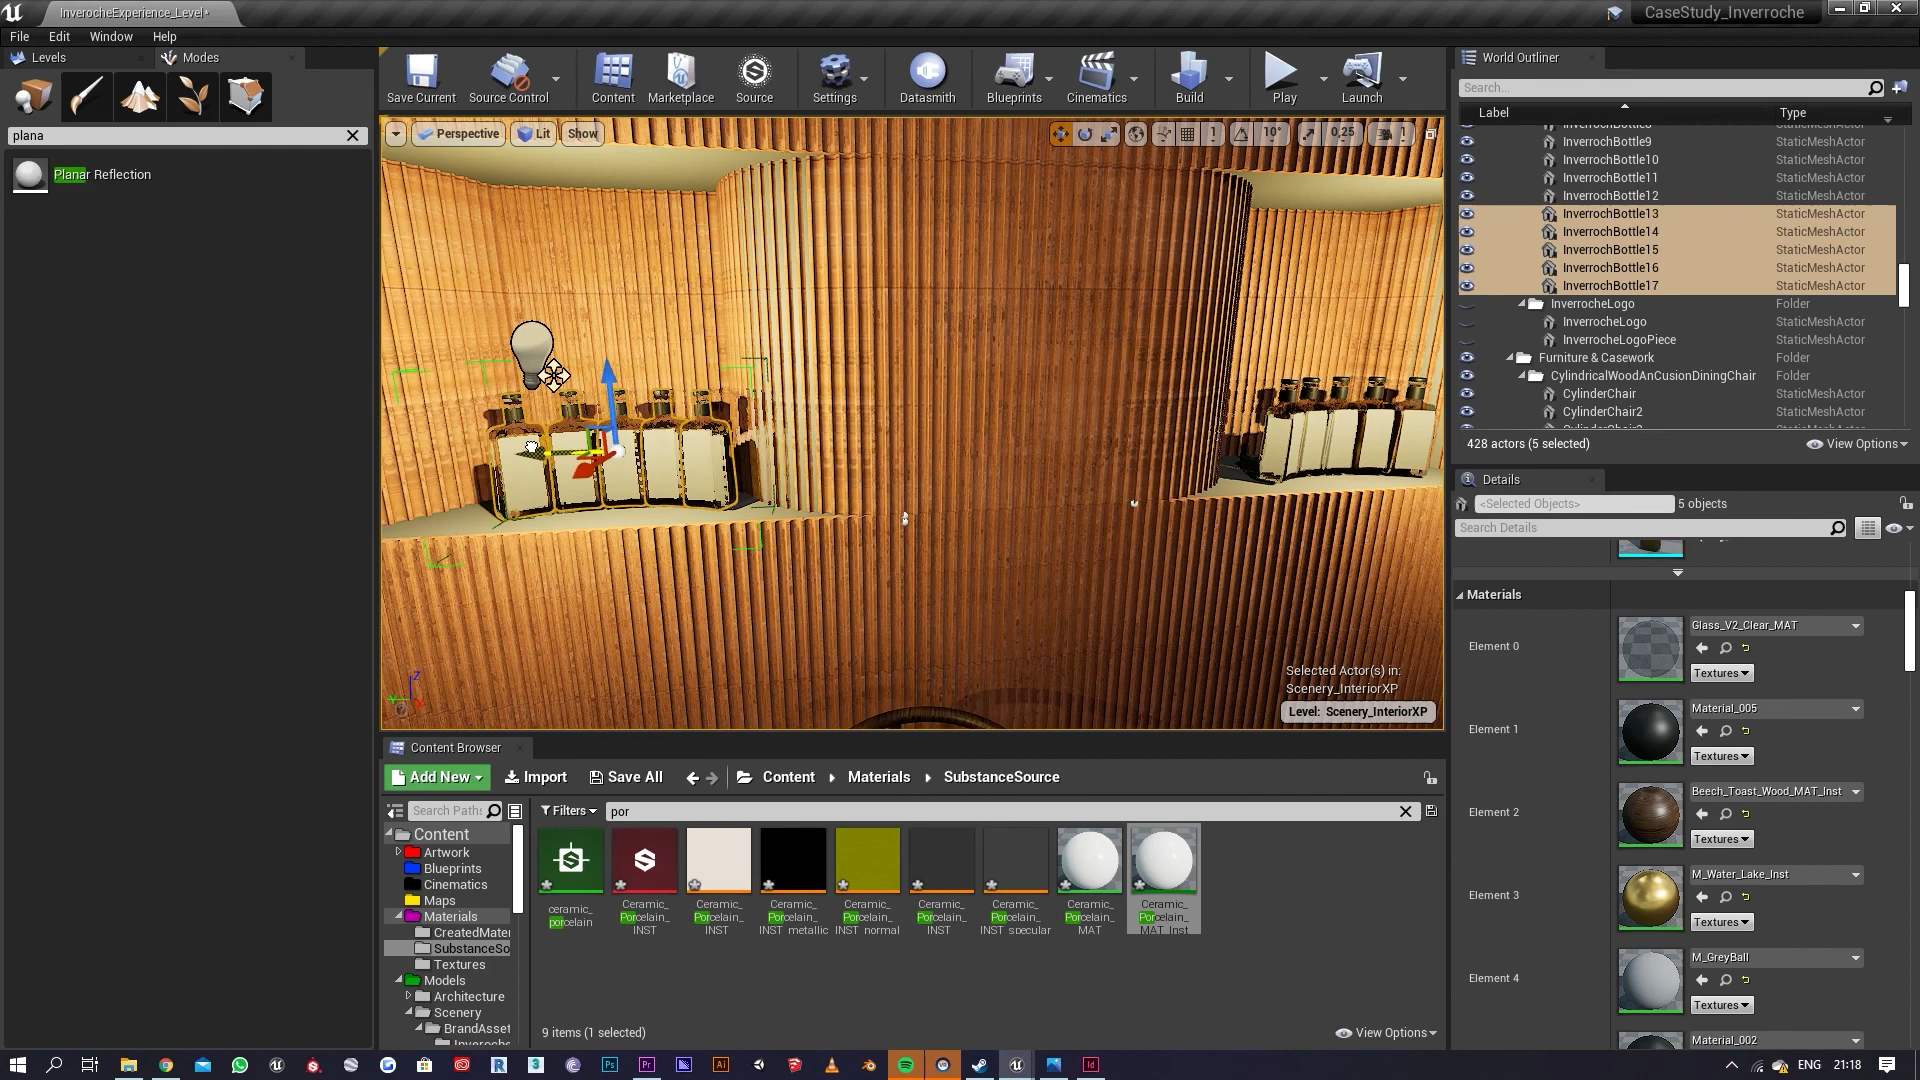 InverocheExperience_Level*
CaseStudy_Inverroche
File Edit Window Help
Levels
Modes
plana
Planar Reflection
Save Current
Source Control
Content
Marketplace
Source
Settings
Datasmith
Blueprints
Cinematics
Build
Play
Launch
Perspective
Lit
Show
1
10°
0.25
1
Selected Actor(s) in:
Scenery_InteriorXP
Level: Scenery_InteriorXP
World Outliner
Search...
Label Type
InverrochBottle9 StaticMeshActor
InverrochBottle10 StaticMeshActor
InverrochBottle11 StaticMeshActor
InverrochBottle12 StaticMeshActor
InverrochBottle13 StaticMeshActor
InverrochBottle14 StaticMeshActor
InverrochBottle15 StaticMeshActor
InverrochBottle16 StaticMeshActor
InverrochBottle17 StaticMeshActor
InverrocheLogo Folder
InverrocheLogo StaticMeshActor
InverrocheLogoPiece StaticMeshActor
Furniture & Casework Folder
CylindricalWoodAnCusionDiningChair Folder
CylinderChair StaticMeshActor
CylinderChair2 StaticMeshActor
428 actors (5 selected)
View Options
Details
<Selected Objects>
5 objects
Search Details
Materials
Element 0
Glass_V2_Clear_MAT
Textures
Element 1
Material_005
Textures
Element 2
Beech_Toast_Wood_MAT_Inst
Textures
Element 3
M_Water_Lake_Inst
Textures
Element 4
M_GreyBall
Textures
Material_002
Content Browser
Add New
Import
Save All
Content
Materials
SubstanceSource
Search Paths
Filters
por
Content
Artwork
Blueprints
Cinematics
Maps
Materials
CreatedMater
SubstanceSo
Textures
Models
Architecture
Scenery
BrandAsset
ceramic_
porcelain
Ceramic_
Porcelain_
INST
Ceramic_
Porcelain_
INST
Ceramic_
Porcelain_
INST_metallic
Ceramic_
Porcelain_
INST_normal
Ceramic_
Porcelain_
INST
Ceramic_
Porcelain_
INST_specular
Ceramic_
Porcelain_
MAT
Ceramic_
Porcelain_
MAT_Inst
9 items (1 selected)
View Options
ENG
21:18